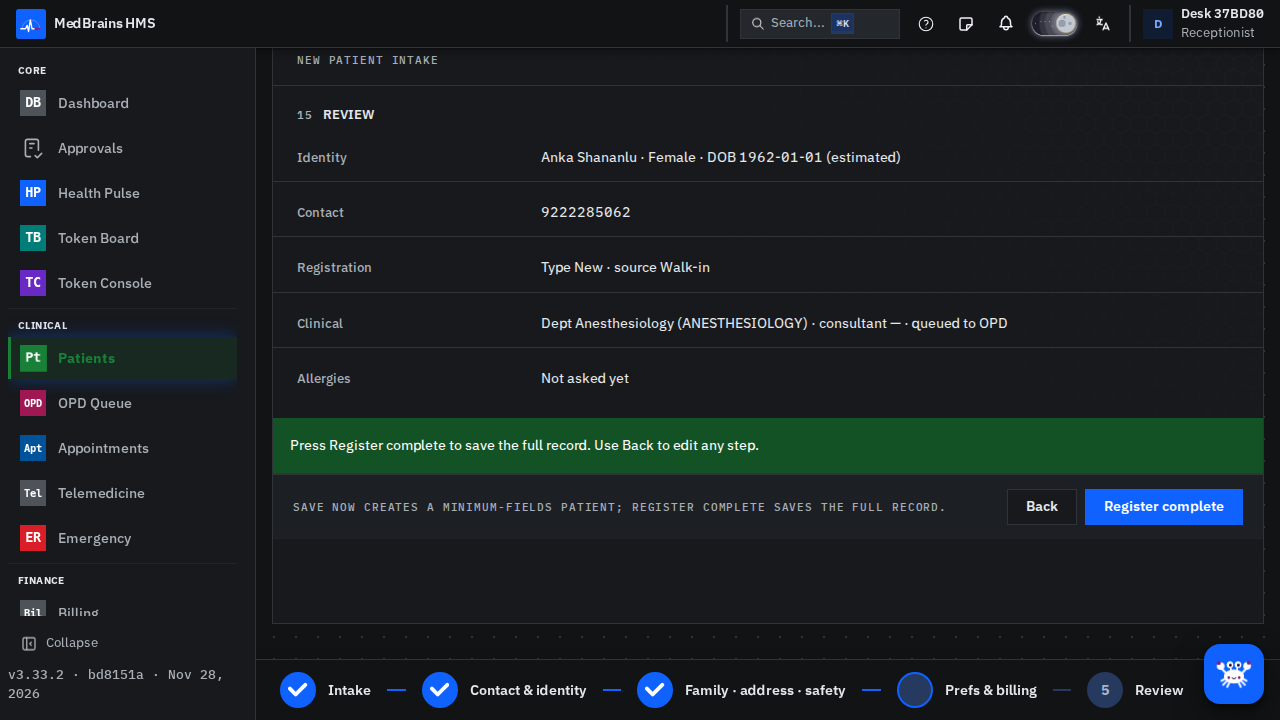 MedBrains HMS
Search... ⌘K
D
Desk 37BD80
Receptionist
CORE
DB Dashboard
Approvals
HP Health Pulse
TB Token Board
TC Token Console
CLINICAL
Pt Patients
OPD OPD Queue
Apt Appointments
Tel Telemedicine
ER Emergency
FINANCE
Bil Billing
Collapse
v3.33.2 · bd8151a · Nov 28,
2026
NEW PATIENT INTAKE
15 REVIEW
Identity Anka Shananlu · Female · DOB 1962-01-01 (estimated)
Contact 9222285062
Registration Type New · source Walk-in
Clinical Dept Anesthesiology (ANESTHESIOLOGY) · consultant — · queued to OPD
Allergies Not asked yet
Press Register complete to save the full record. Use Back to edit any step.
SAVE NOW CREATES A MINIMUM-FIELDS PATIENT; REGISTER COMPLETE SAVES THE FULL RECORD.
Back
Register complete
Intake
Contact & identity
Family · address · safety
Prefs & billing
5 Review